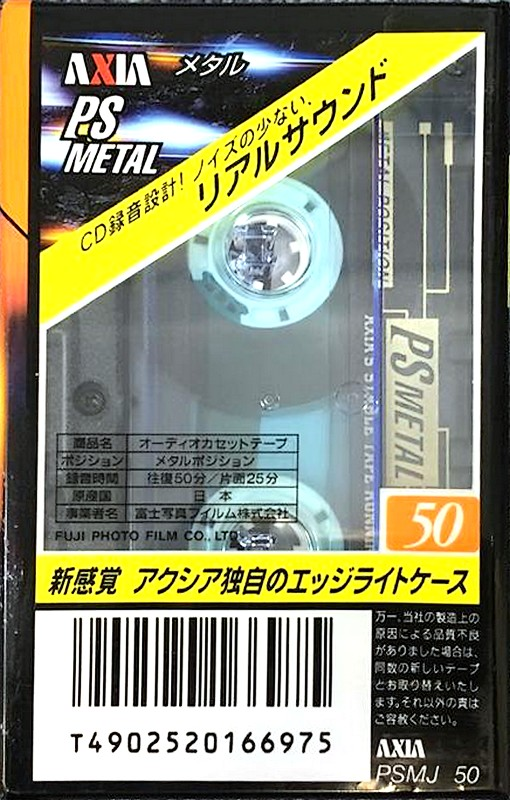 AXIA メタル
PS
METAL
CD録音設計！ノイズの少ない、
リアルサウンド
METAL POSITION
PS METAL
商品名 オーディオカセットテープ
ポジション メタルポジション
録音時間 往復50分／片面25分
原産国 日本
事業者名 富士写真フイルム株式会社
FUJI PHOTO FILM CO., LTD.
50
新感覚 アクシア独自のエッジライトケース
万一、当社の製造上の
原因による品質不良
がありました場合は、
同数の新しいテープ
とお取り替えいたし
ます。それ以外の責は
ご容赦ください。
T4902520166975
AXIA
PSMJ 50